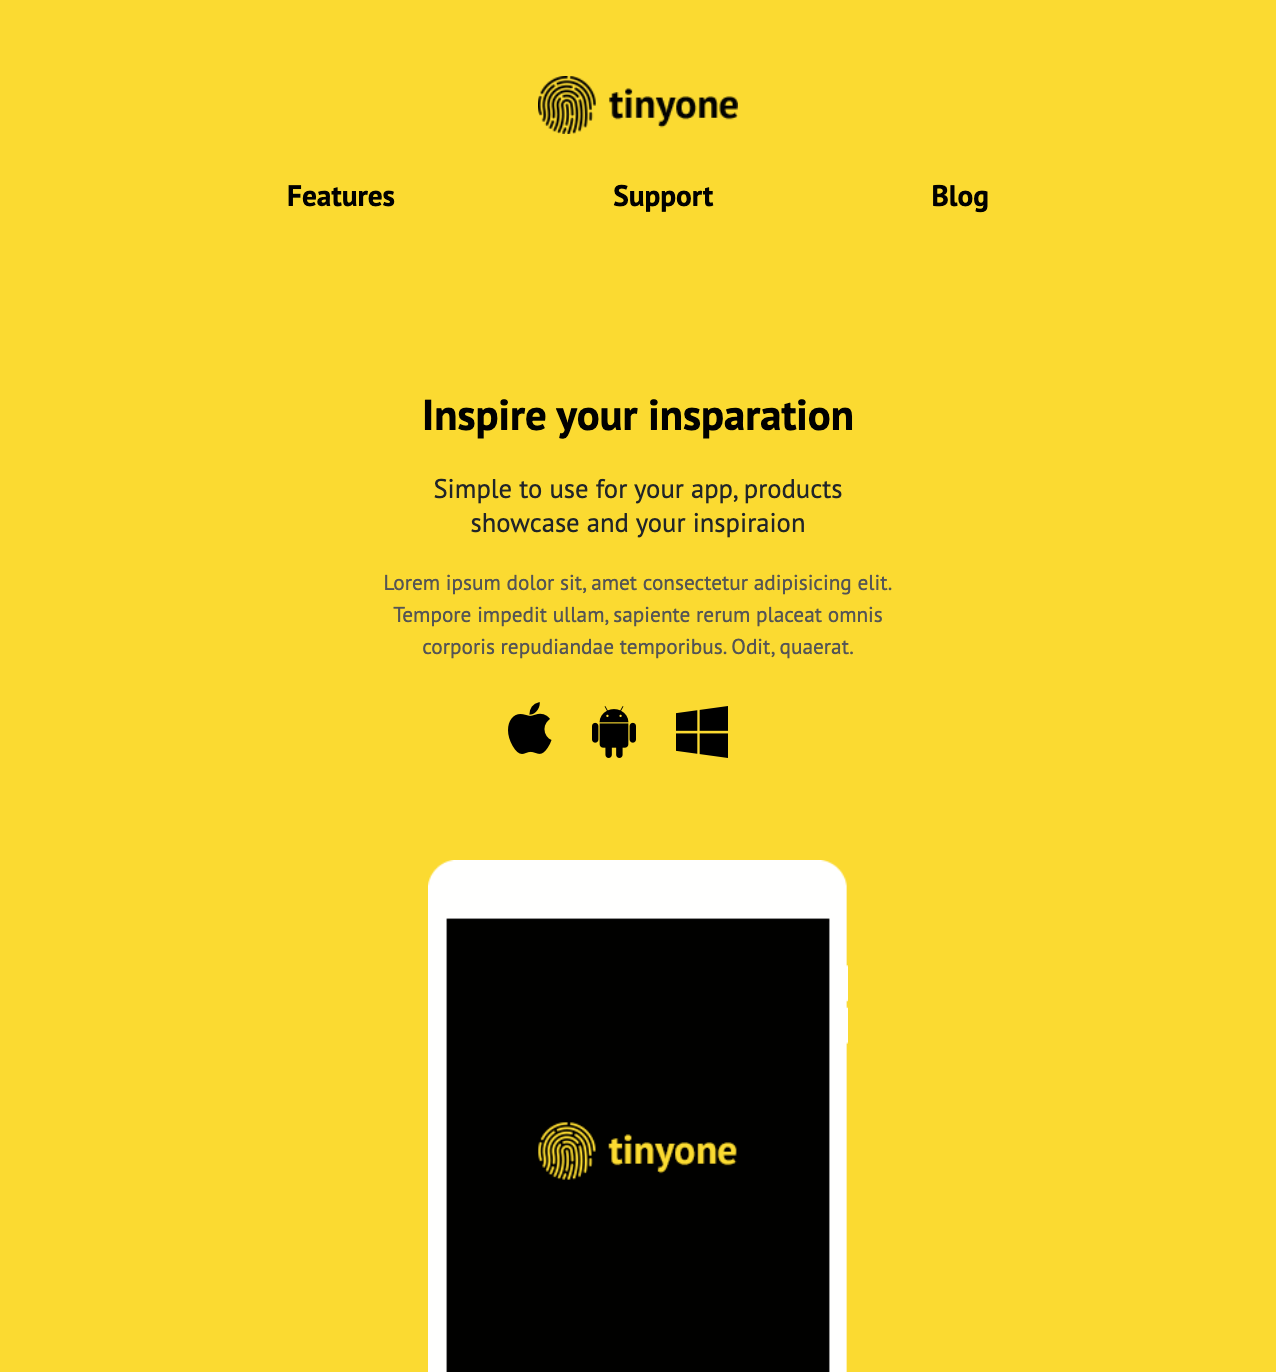 tinyone
Features Support Blog
Inspire your insparation
Simple to use for your app, products
showcase and your inspiraion
Lorem ipsum dolor sit, amet consectetur adipisicing elit.
Tempore impedit ullam, sapiente rerum placeat omnis
corporis repudiandae temporibus. Odit, quaerat.
tinyone